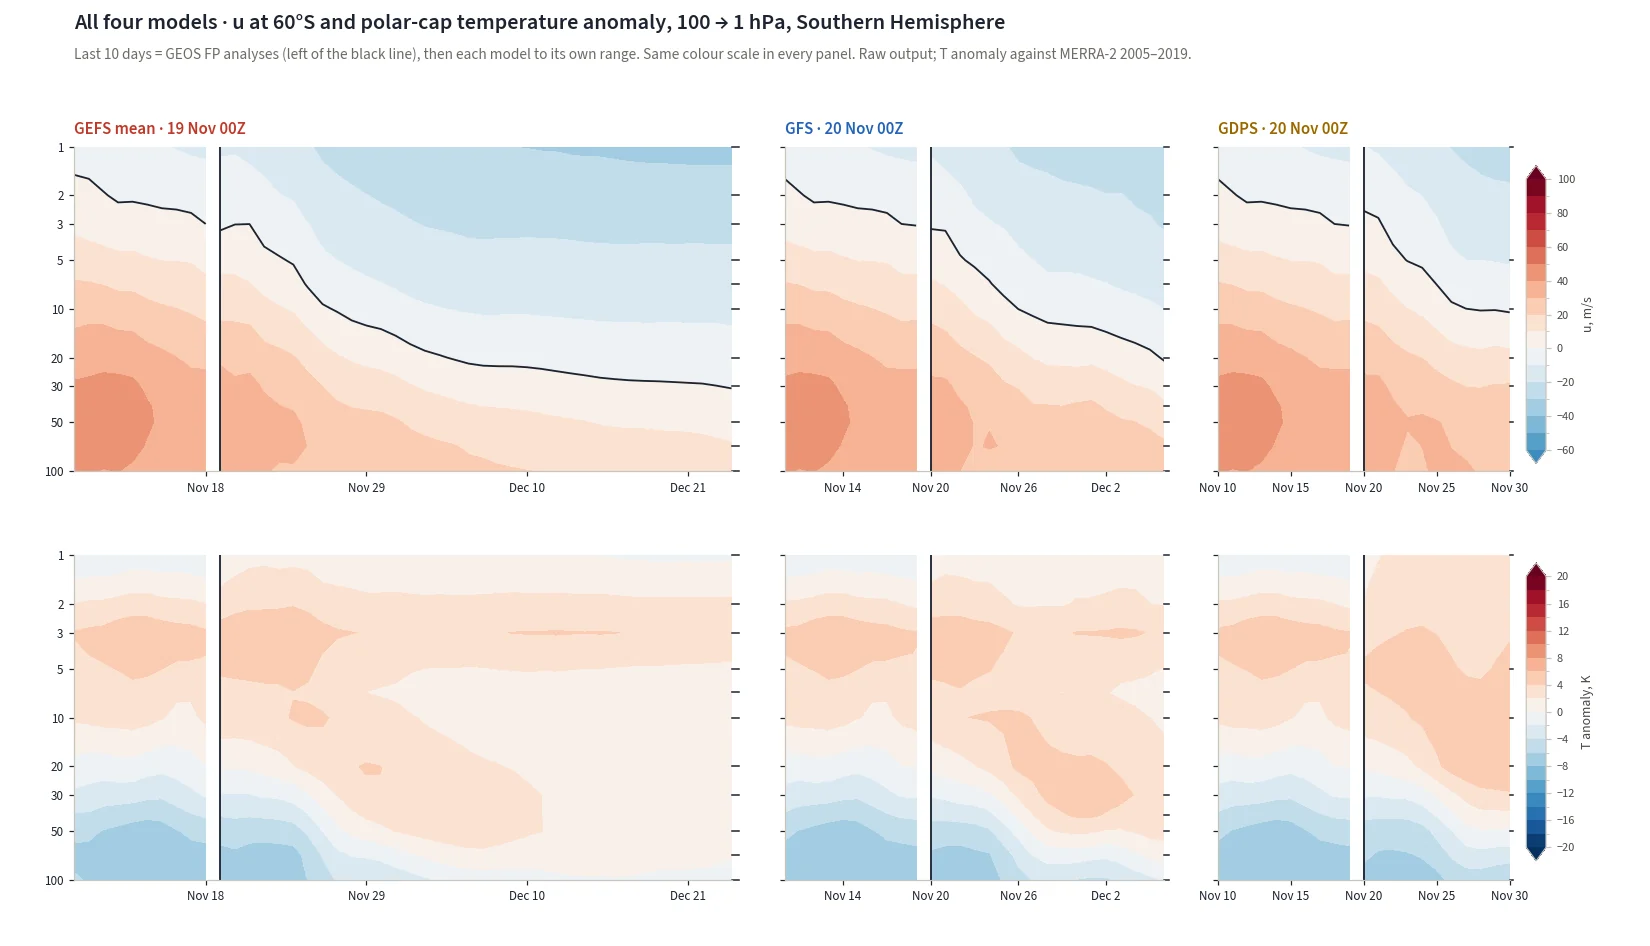 All four models · u at 60°S and polar-cap temperature anomaly, 100 → 1 hPa, Southern Hemisphere
Last 10 days = GEOS FP analyses (left of the black line), then each model to its own range. Same colour scale in every panel. Raw output; T anomaly against MERRA-2 2005–2019.
GEFS mean · 19 Nov 00Z
GFS · 20 Nov 00Z
GDPS · 20 Nov 00Z
1
2
3
5
10
20
30
50
100
Nov 18
Nov 29
Dec 10
Dec 21
Nov 14
Nov 20
Nov 26
Dec 2
Nov 10
Nov 15
Nov 20
Nov 25
Nov 30
100
80
60
40
20
0
−20
−40
−60
u, m/s
1
2
3
5
10
20
30
50
100
Nov 18
Nov 29
Dec 10
Dec 21
Nov 14
Nov 20
Nov 26
Dec 2
Nov 10
Nov 15
Nov 20
Nov 25
Nov 30
20
16
12
8
4
0
−4
−8
−12
−16
−20
T anomaly, K